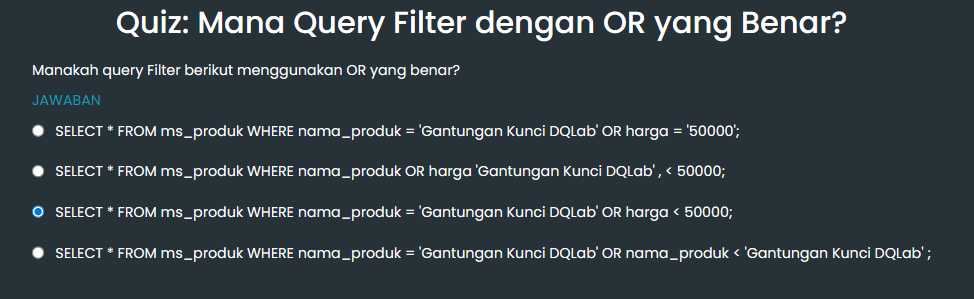 Quiz: Mana Query Filter dengan OR yang Benar?
Manakah query Filter berikut menggunakan OR yang benar?
JAWABAN
SELECT * FROM ms_produk WHERE nama_produk = 'Gantungan Kunci DQLab' OR harga = '50000';
SELECT * FROM ms_produk WHERE nama_produk OR harga 'Gantungan Kunci DQLab' , < 50000;
SELECT * FROM ms_produk WHERE nama_produk = 'Gantungan Kunci DQLab' OR harga < 50000;
SELECT * FROM ms_produk WHERE nama_produk = 'Gantungan Kunci DQLab' OR nama_produk < 'Gantungan Kunci DQLab' ;